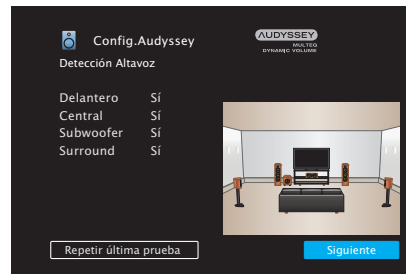 Config.Audyssey
AUDYSSEY
MULTEQ
DYNAMIC VOLUME
Detección Altavoz
Delantero Sí
Central Sí
Subwoofer Sí
Surround Sí
Repetir última prueba
Siguiente